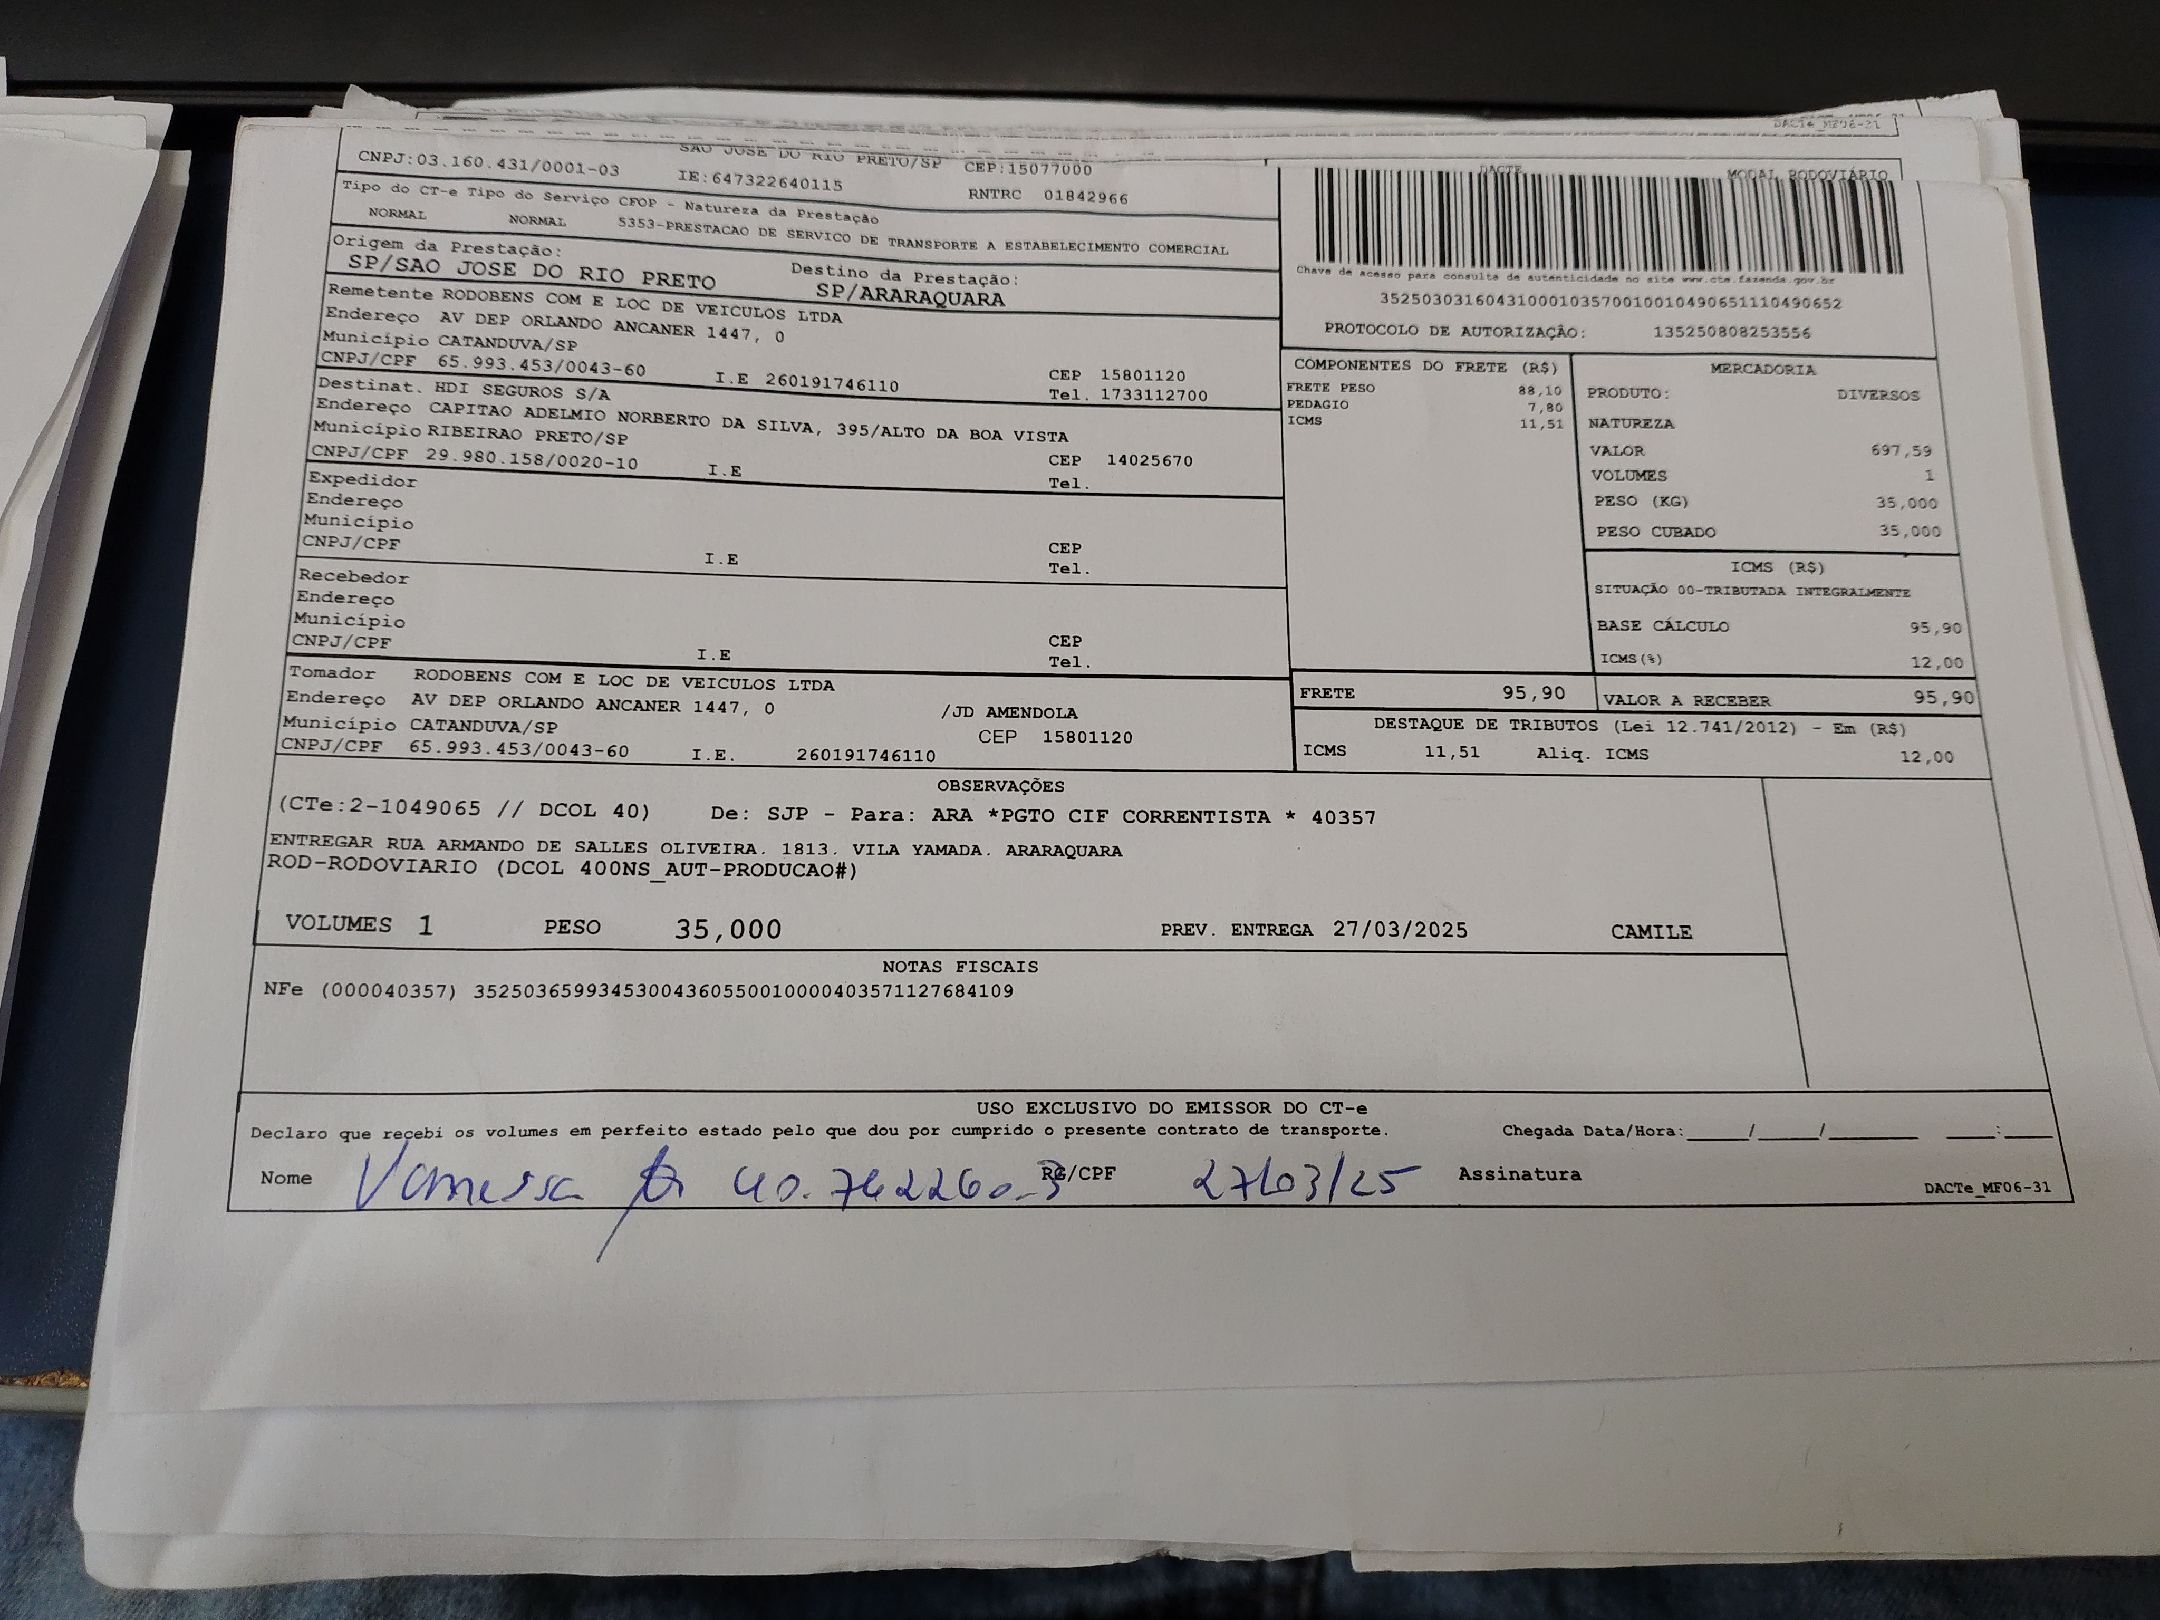 DACTe_MF06-31
SAO JOSE DO RIO PRETO/SP CEP:15077000
CNPJ:03.160.431/0001-03 IE:647322640115 RNTRC 01842966
DACTE MODAL RODOVIÁRIO
Tipo do CT-e Tipo do Serviço CFOP - Natureza da Prestação
NORMAL NORMAL 5353-PRESTACAO DE SERVICO DE TRANSPORTE A ESTABELECIMENTO COMERCIAL
Origem da Prestação: Destino da Prestação:
SP/SAO JOSE DO RIO PRETO SP/ARARAQUARA
Chave de acesso para consulta de autenticidade no site www.cte.fazenda.gov.br
35250303160431000103570010010490651110490652
PROTOCOLO DE AUTORIZAÇÃO: 135250808253556
Remetente RODOBENS COM E LOC DE VEICULOS LTDA
Endereço AV DEP ORLANDO ANCANER 1447, 0
Município CATANDUVA/SP CEP 15801120
CNPJ/CPF 65.993.453/0043-60 I.E 260191746110 Tel. 1733112700
Destinat. HDI SEGUROS S/A
Endereço CAPITAO ADELMIO NORBERTO DA SILVA, 395/ALTO DA BOA VISTA
Município RIBEIRAO PRETO/SP CEP 14025670
CNPJ/CPF 29.980.158/0020-10 I.E Tel.
Expedidor
Endereço
Município CEP
CNPJ/CPF I.E Tel.
Recebedor
Endereço
Município CEP
CNPJ/CPF I.E Tel.
Tomador RODOBENS COM E LOC DE VEICULOS LTDA
Endereço AV DEP ORLANDO ANCANER 1447, 0 /JD AMENDOLA
Município CATANDUVA/SP CEP 15801120
CNPJ/CPF 65.993.453/0043-60 I.E. 260191746110
COMPONENTES DO FRETE (R$)
FRETE PESO 88,10
PEDAGIO 7,80
ICMS 11,51
MERCADORIA
PRODUTO: DIVERSOS
NATUREZA
VALOR 697,59
VOLUMES 1
PESO (KG) 35,000
PESO CUBADO 35,000
ICMS (R$)
SITUAÇÃO 00-TRIBUTADA INTEGRALMENTE
BASE CÁLCULO 95,90
ICMS(%) 12,00
FRETE 95,90 VALOR A RECEBER 95,90
DESTAQUE DE TRIBUTOS (Lei 12.741/2012) - Em (R$)
ICMS 11,51 Aliq. ICMS 12,00
OBSERVAÇÕES
(CTe:2-1049065 // DCOL 40) De: SJP - Para: ARA *PGTO CIF CORRENTISTA * 40357
ENTREGAR RUA ARMANDO DE SALLES OLIVEIRA. 1813. VILA YAMADA. ARARAQUARA
ROD-RODOVIARIO (DCOL 400NS_AUT-PRODUCAO#)
VOLUMES 1 PESO 35,000 PREV. ENTREGA 27/03/2025 CAMILE
NOTAS FISCAIS
NFe (000040357) 35250365993453004360550010000403571127684109
USO EXCLUSIVO DO EMISSOR DO CT-e
Declaro que recebi os volumes em perfeito estado pelo que dou por cumprido o presente contrato de transporte. Chegada Data/Hora:____/____/______ ___:___
Nome Vanessa 40.762260-3 RG/CPF 27/03/25 Assinatura
DACTe_MF06-31